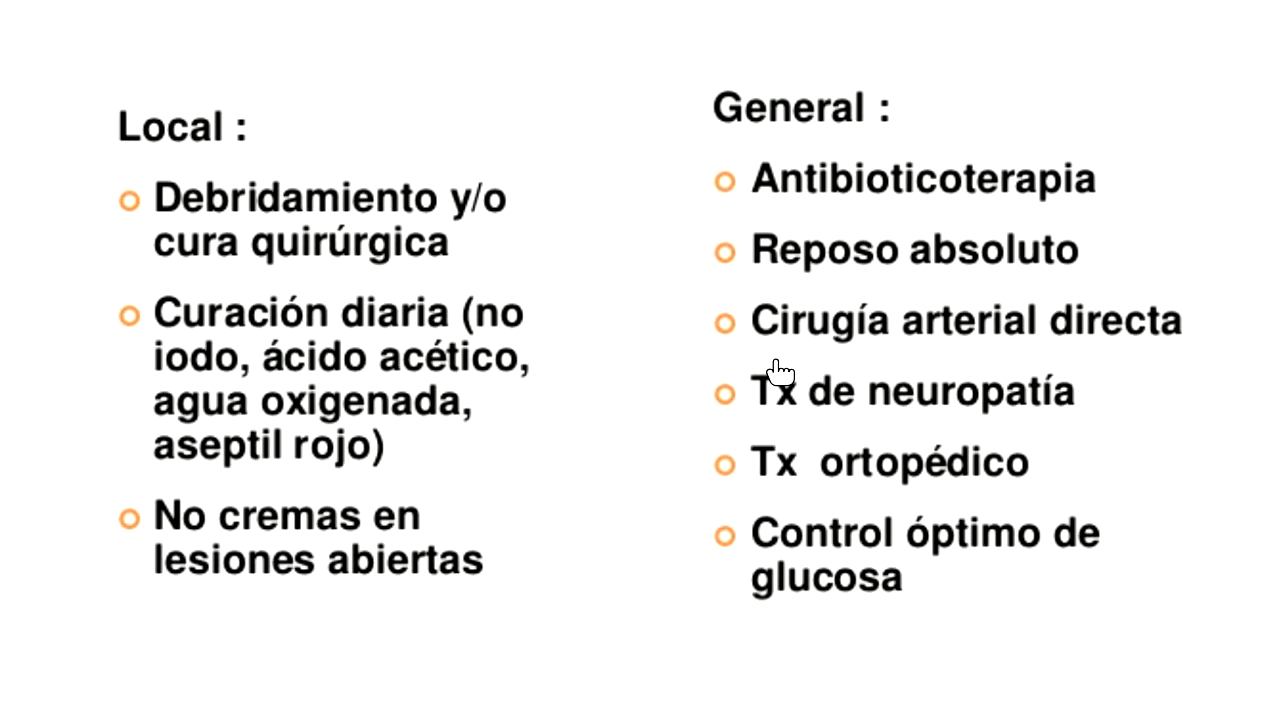 Local :
Debridamiento y/o
cura quirúrgica
Curación diaria (no
iodo, ácido acético,
agua oxigenada,
aseptil rojo)
No cremas en
lesiones abiertas
General :
Antibioticoterapia
Reposo absoluto
Cirugía arterial directa
Tx de neuropatía
Tx  ortopédico
Control óptimo de
glucosa